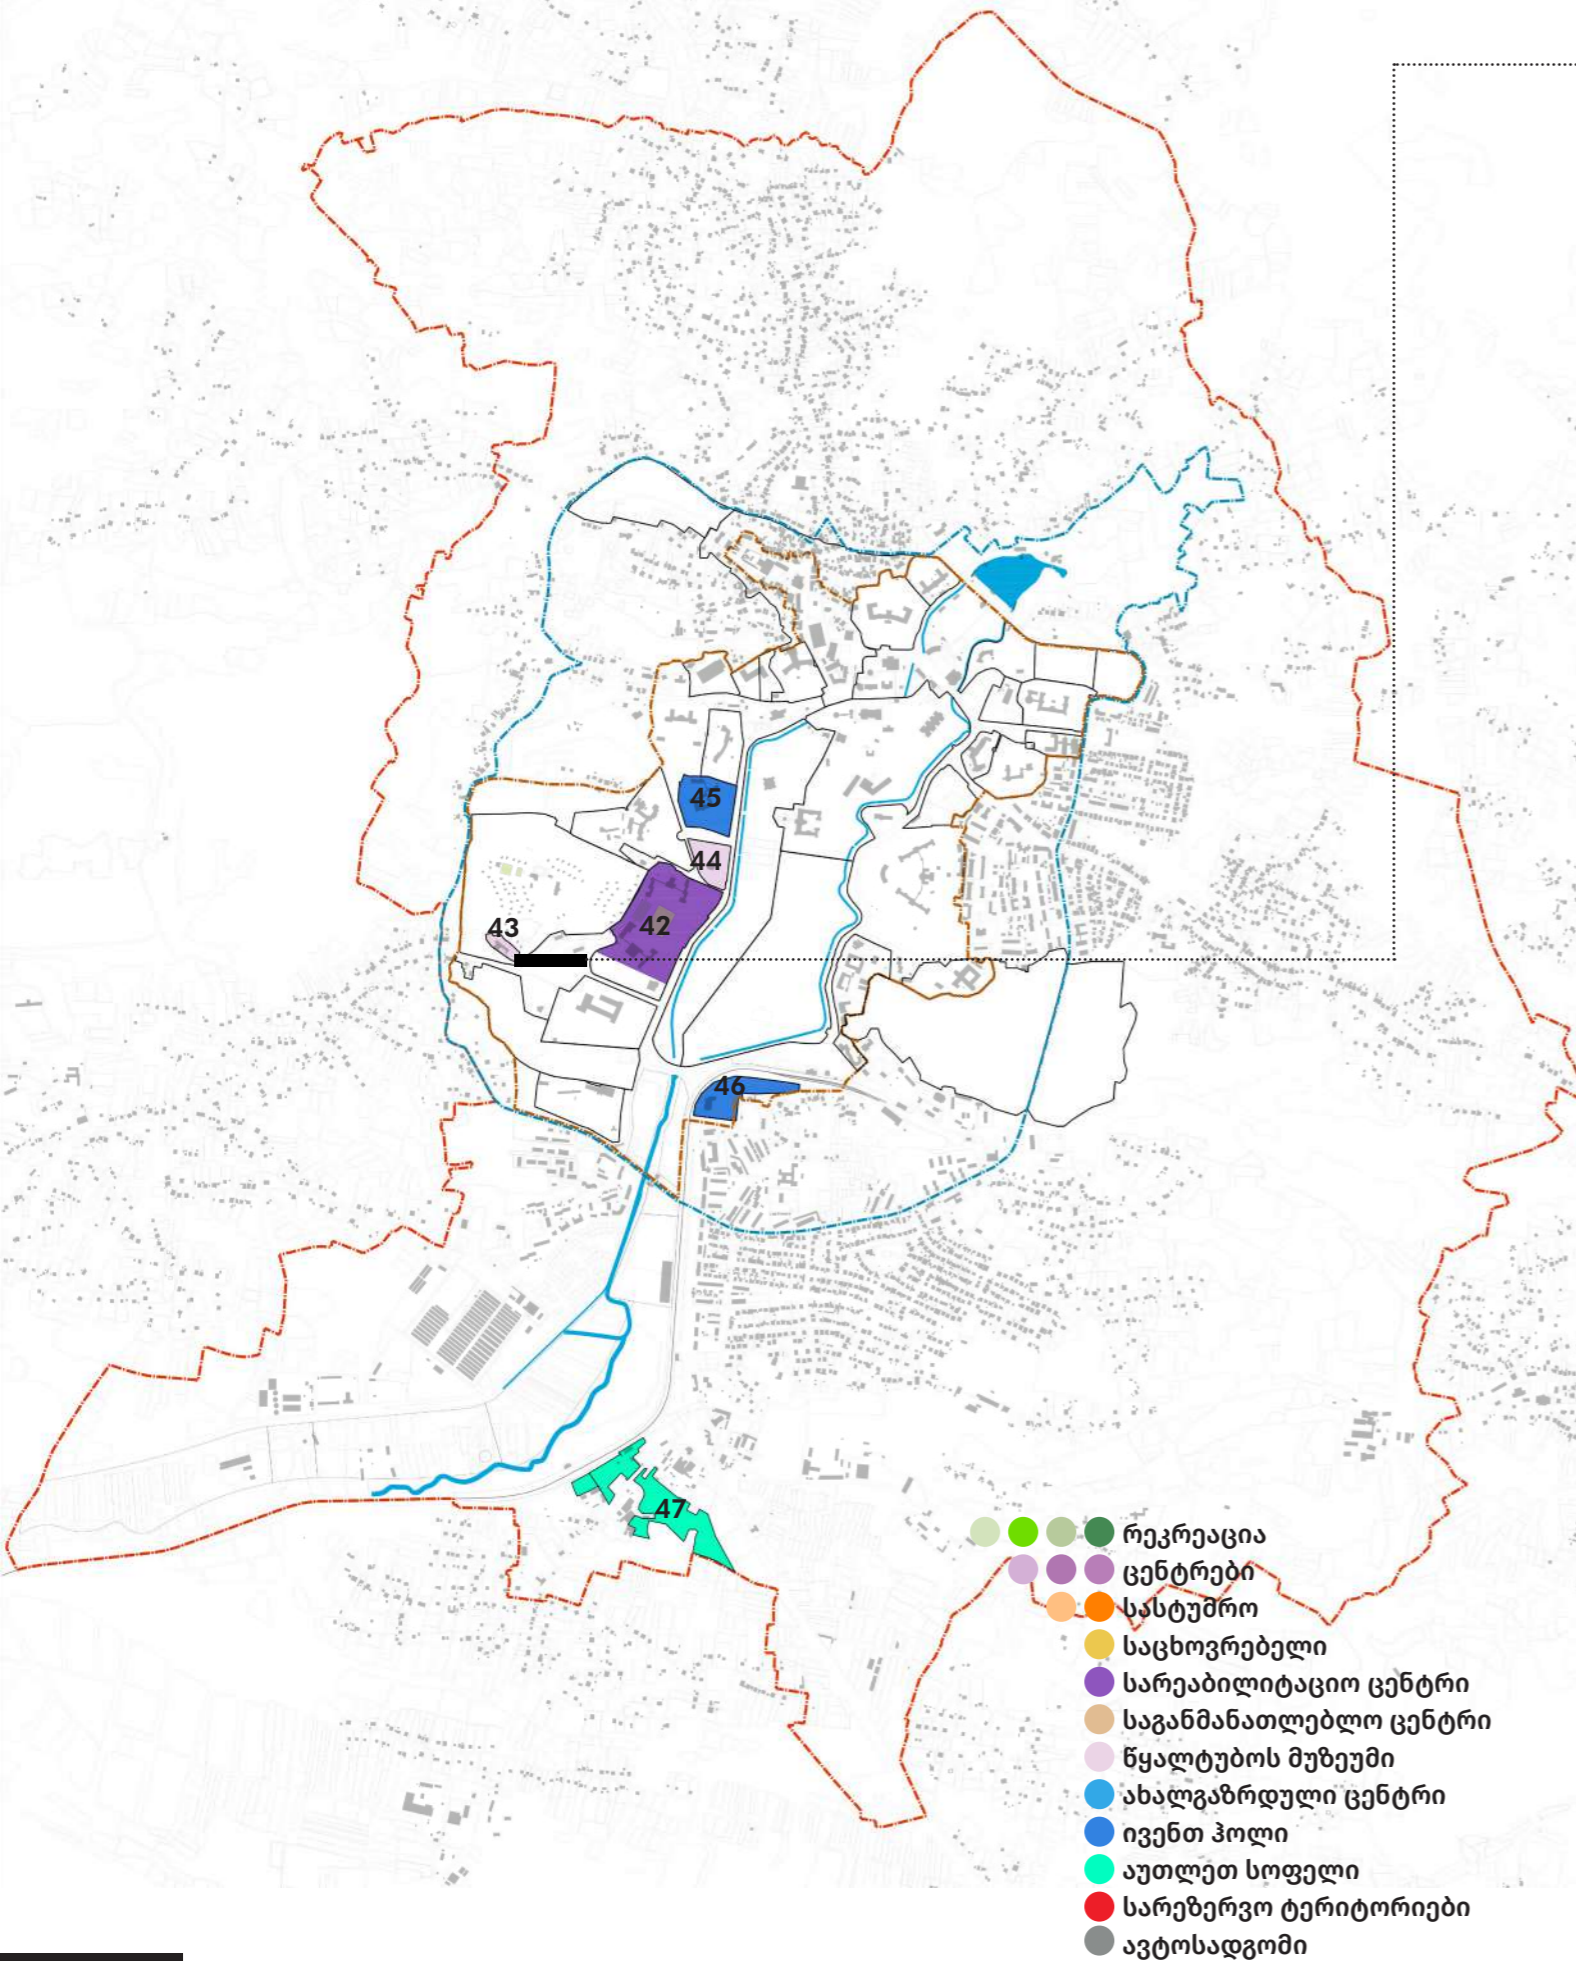 45
44
43
42
46
47
რეკრეაცია
ცენტრები
სასტუმრო
საცხოვრებელი
სარეაბილიტაციო ცენტრი
საგანმანათლებლო ცენტრი
წყალტუბოს მუზეუმი
ახალგაზრდული ცენტრი
ივენთ ჰოლი
აუთლეთ სოფელი
სარეზერვო ტერიტორიები
ავტოსადგომი